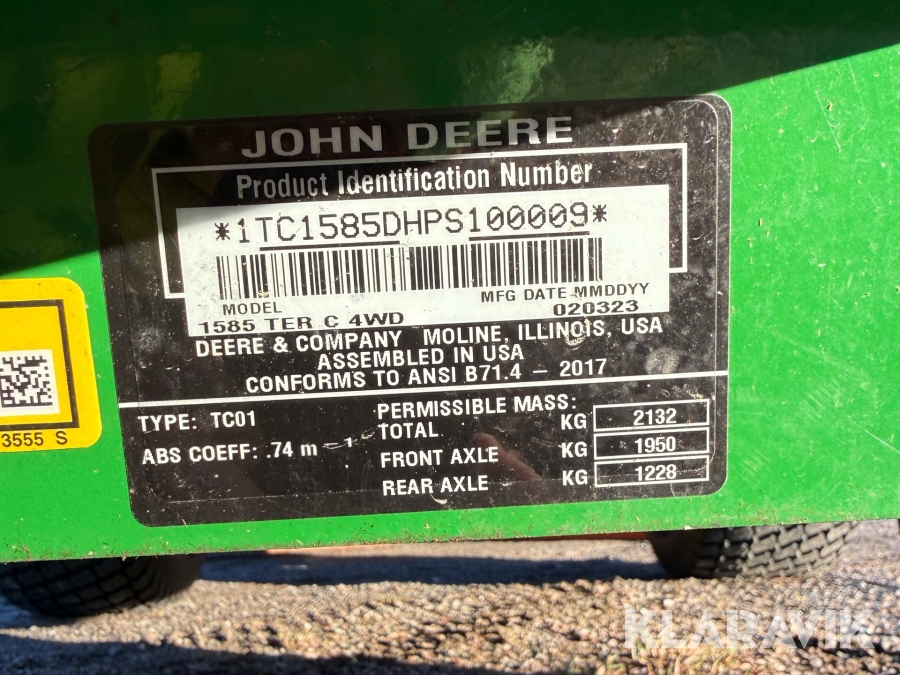 JOHN DEERE
Product Identification Number
*1TC1585DHPS100009*
MODEL
MFG DATE MMDDYY
1585 TER C 4WD
020323
DEERE & COMPANY MOLINE, ILLINOIS, USA
ASSEMBLED IN USA
CONFORMS TO ANSI B71.4 – 2017
TYPE: TC01
ABS COEFF: .74 m –1
PERMISSIBLE MASS:
TOTAL KG 2132
FRONT AXLE KG 1950
REAR AXLE KG 1228
3555 S
KLARAVIK